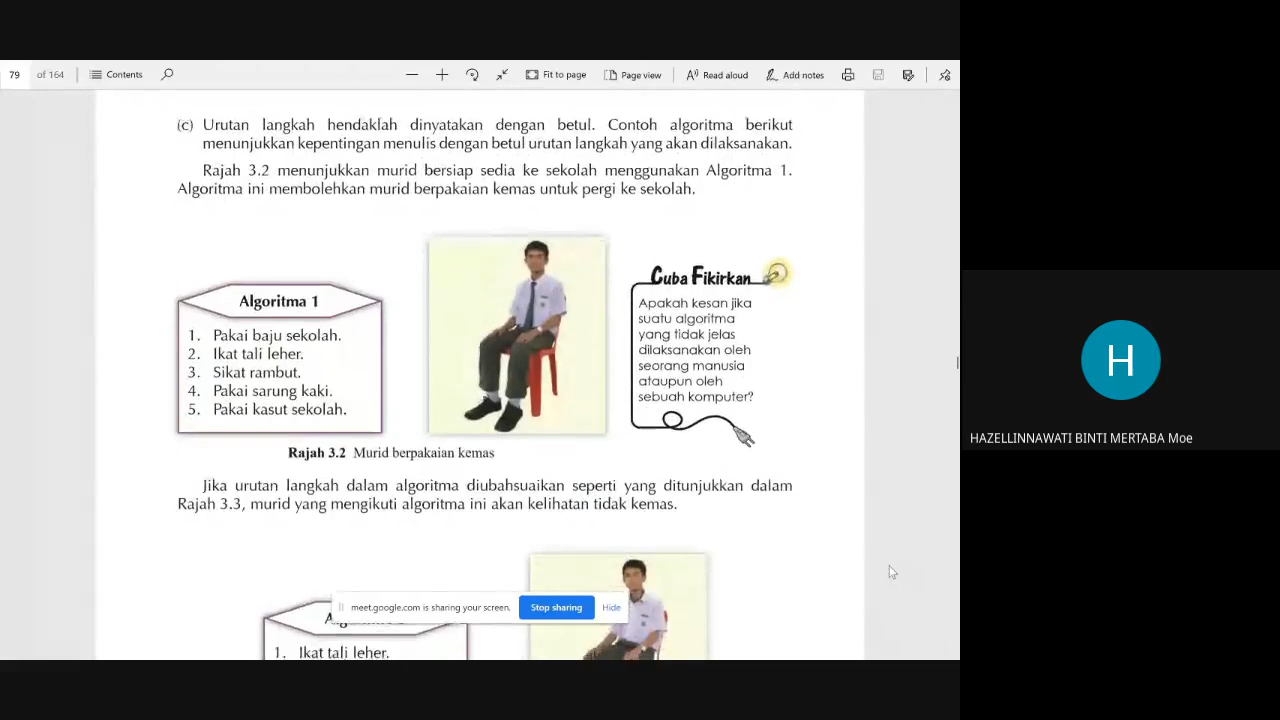 79 of 164 Contents Fit to page Page view Read aloud Add notes
(c) Urutan langkah hendaklah dinyatakan dengan betul. Contoh algoritma berikut
menunjukkan kepentingan menulis dengan betul urutan langkah yang akan dilaksanakan.
Rajah 3.2 menunjukkan murid bersiap sedia ke sekolah menggunakan Algoritma 1.
Algoritma ini membolehkan murid berpakaian kemas untuk pergi ke sekolah.
Algoritma 1
1. Pakai baju sekolah.
2. Ikat tali leher.
3. Sikat rambut.
4. Pakai sarung kaki.
5. Pakai kasut sekolah.
Cuba Fikirkan
Apakah kesan jika
suatu algoritma
yang tidak jelas
dilaksanakan oleh
seorang manusia
ataupun oleh
sebuah komputer?
Rajah 3.2 Murid berpakaian kemas
Jika urutan langkah dalam algoritma diubahsuaikan seperti yang ditunjukkan dalam
Rajah 3.3, murid yang mengikuti algoritma ini akan kelihatan tidak kemas.
meet.google.com is sharing your screen. Stop sharing Hide
1. Ikat tali leher.
H
HAZELLINNAWATI BINTI MERTABA Moe